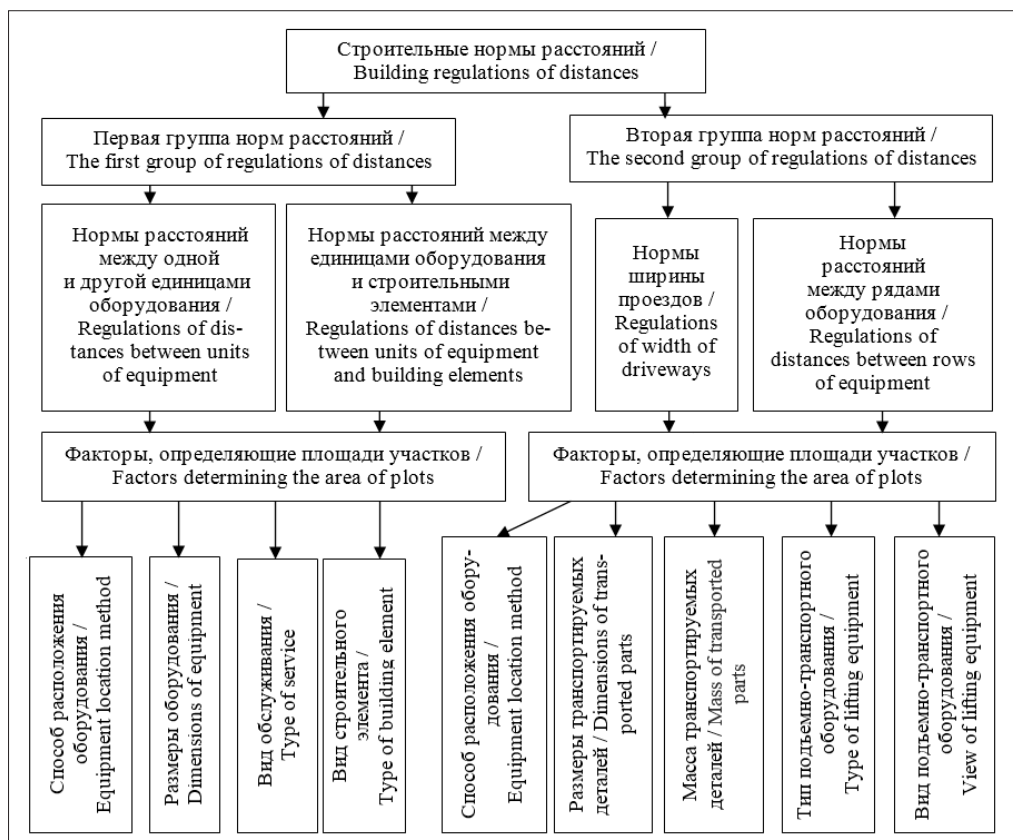 Строительные нормы расстояний /
Building regulations of distances
Первая группа норм расстояний /
The first group of regulations of distances
Вторая группа норм расстояний /
The second group of regulations of distances
Нормы расстояний
между одной
и другой единицами
оборудования /
Regulations of dis-
tances between units
of equipment
Нормы расстояний между
единицами оборудования
и строительными
элементами /
Regulations of distances be-
tween units of equipment
and building elements
Нормы
ширины
проездов /
Regulations
of width of
driveways
Нормы
расстояний
между рядами
оборудования /
Regulations of
distances between rows
of equipment
Факторы, определяющие площади участков /
Factors determining the area of plots
Факторы, определяющие площади участков /
Factors determining the area of plots
Способ расположения
оборудования /
Equipment location method
Размеры оборудования /
Dimensions of equipment
Вид обслуживания /
Type of service
Вид строительного
элемента /
Type of building element
Способ расположения обору-
дования /
Equipment location method
Размеры транспортируемых
деталей / Dimensions of trans-
ported parts
Масса транспортируемых
деталей / Mass of transported
parts
Тип подъемно-транспортного
оборудования /
Type of lifting equipment
Вид подъемно-транспортного
оборудования /
View of lifting equipment